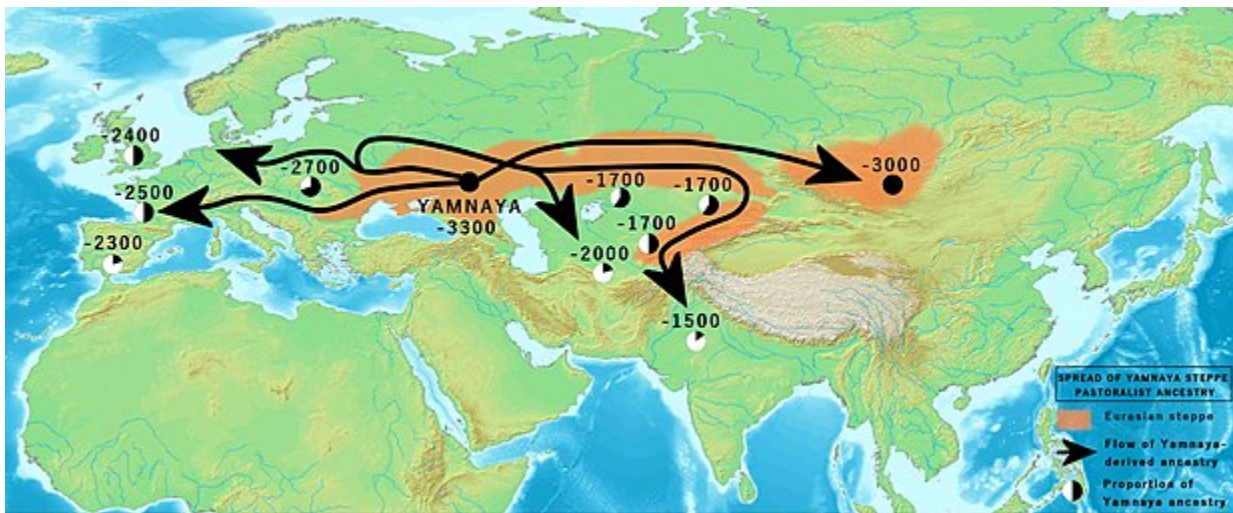 -2400
-2700
-3000
-2500
-1700
-1700
YAMNAYA
-3300
-1700
-2300
-2000
-1500
SPREAD OF YAMNAYA STEPPE
PASTORALIST ANCESTRY
Eurasian steppe
Flow of Yamnaya-
derived ancestry
Proportion of
Yamnaya ancestry